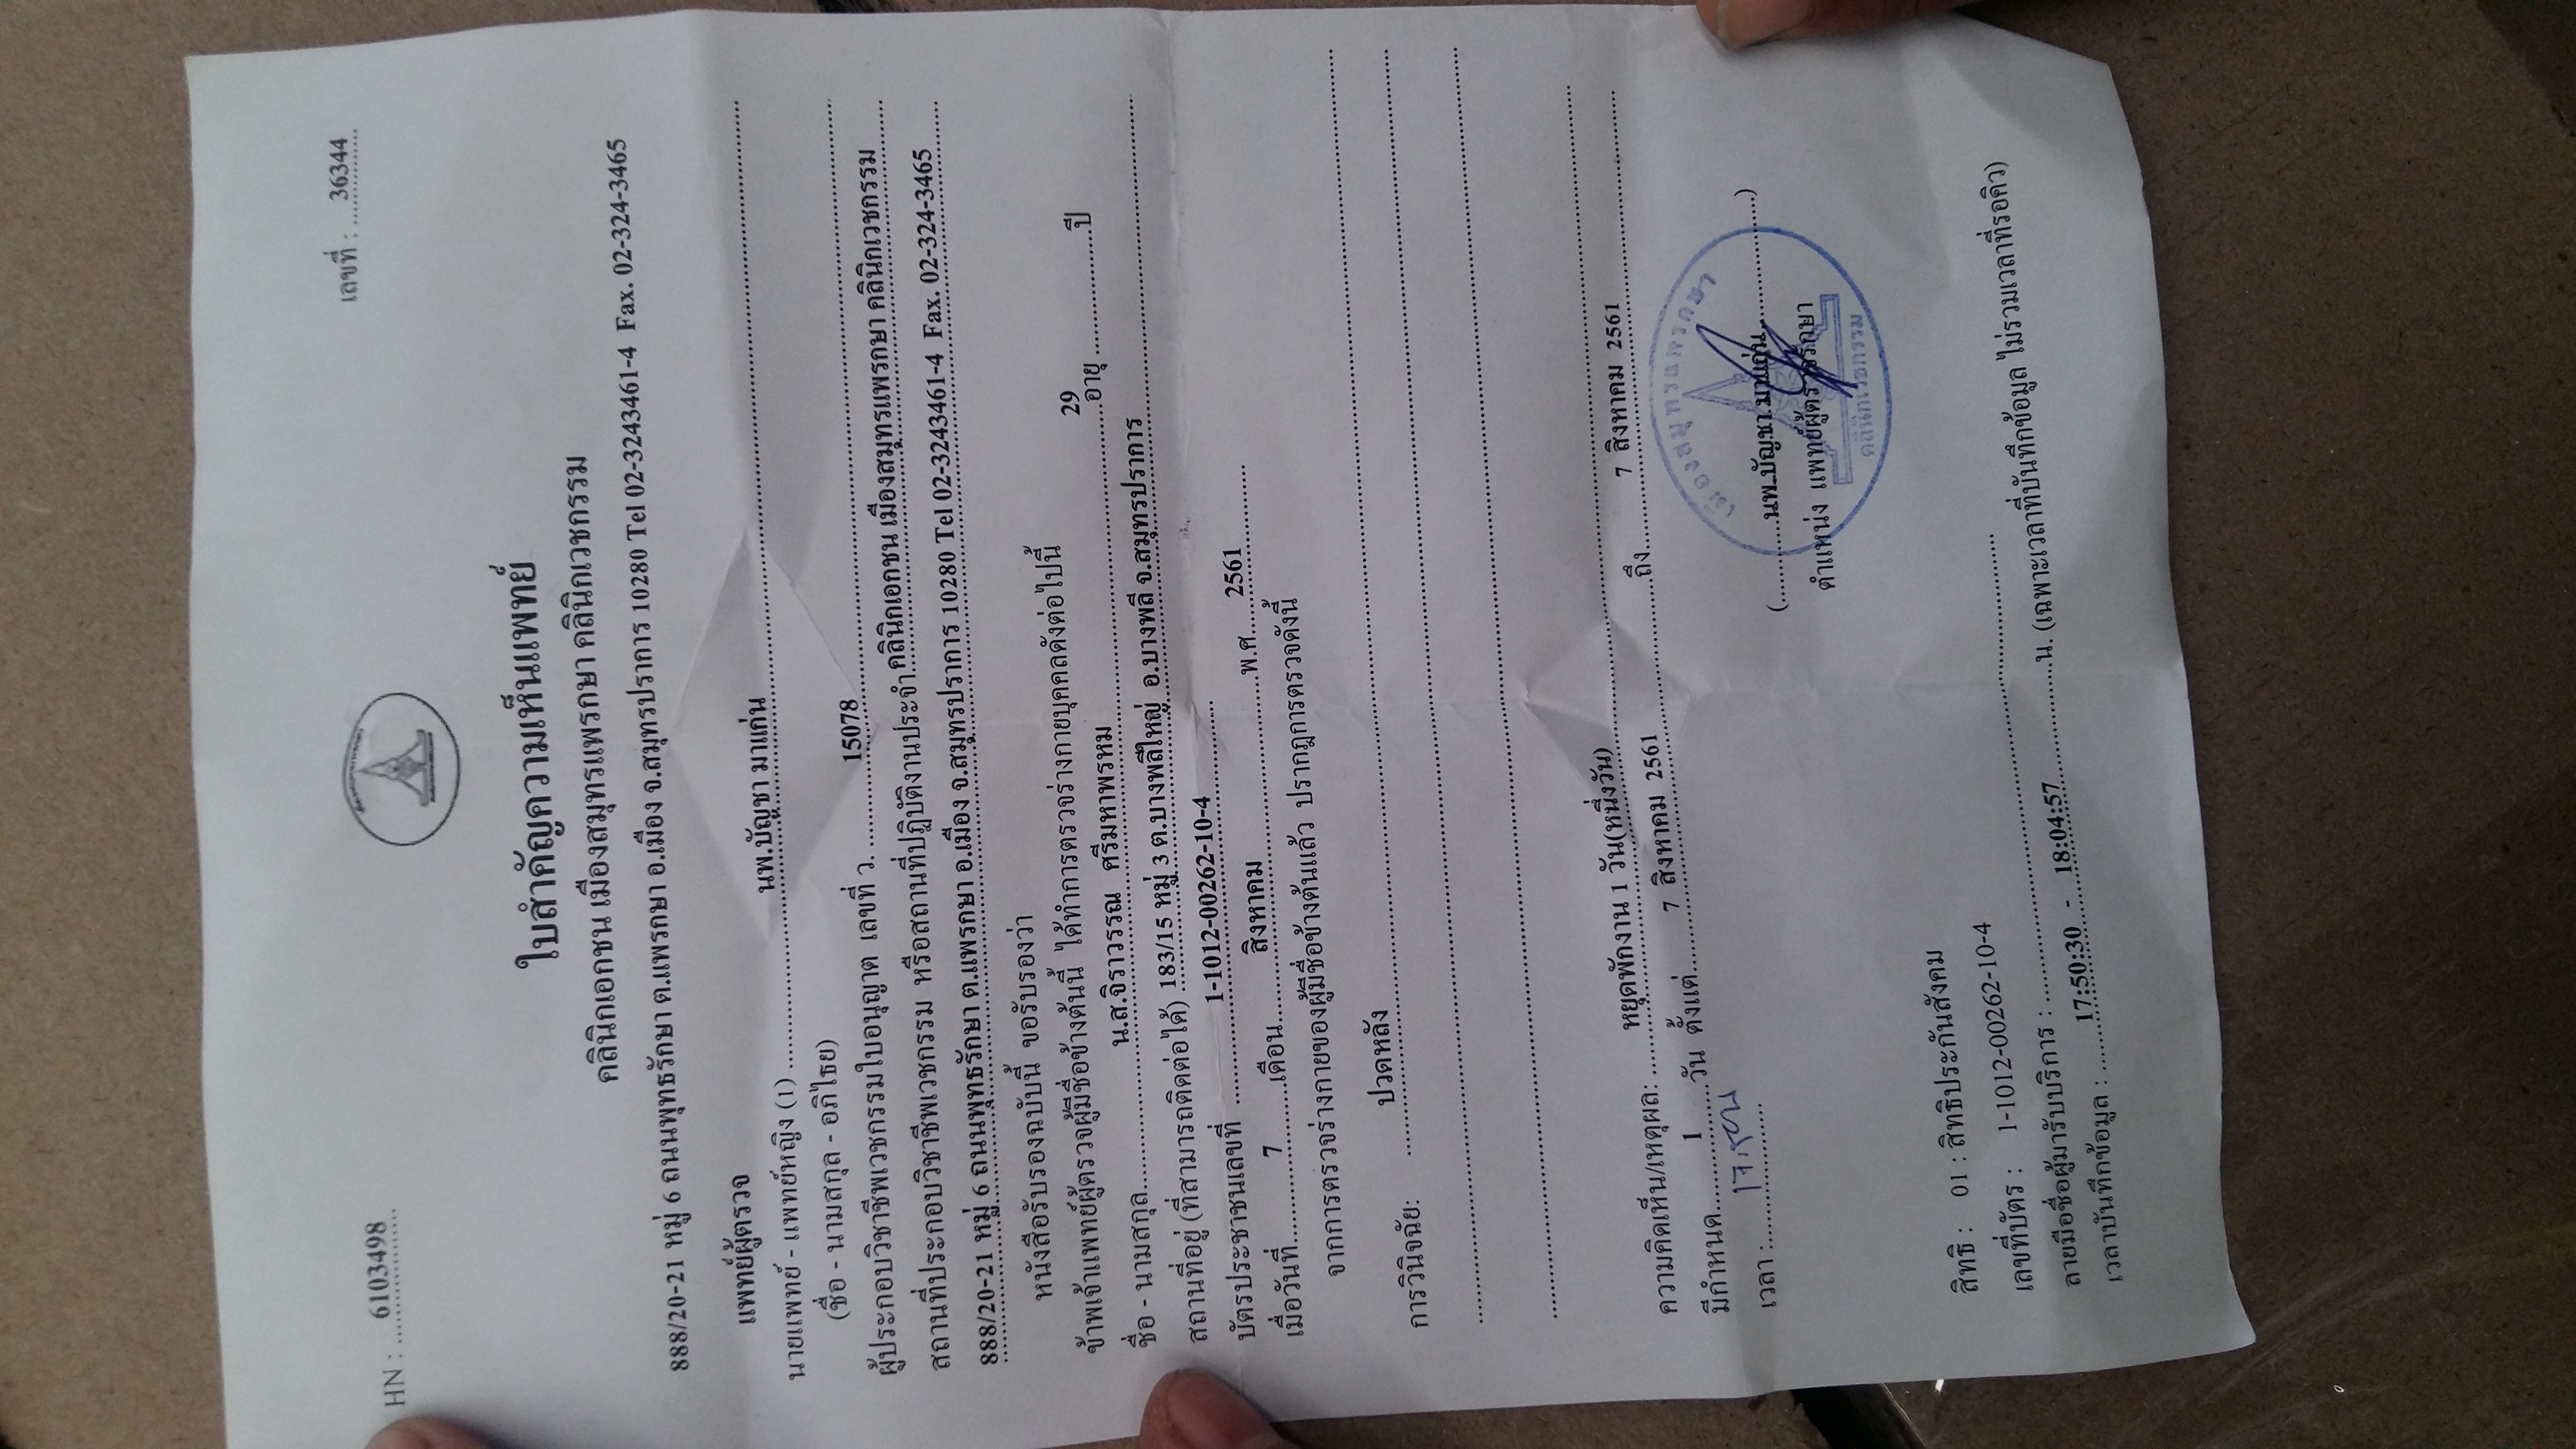 HN : 6103498 เลขที่ : 36344
ใบสำคัญความเห็นแพทย์
คลินิกเอกชน เมืองสมุทรแพรกษา คลินิกเวชกรรม
888/20-21 หมู่ 6 ถนนพุทธรักษา ต.แพรกษา อ.เมือง จ.สมุทรปราการ 10280 Tel 02-3243461-4 Fax. 02-324-3465
แพทย์ผู้ตรวจ
นายแพทย์ - แพทย์หญิง (1) นพ.บัญชา มาแก่น
(ชื่อ - นามสกุล - อภิไธย)
ผู้ประกอบวิชาชีพเวชกรรมใบอนุญาต เลขที่ ว. 15078
สถานที่ประกอบวิชาชีพเวชกรรม หรือสถานที่ปฏิบัติงานประจำ คลินิกเอกชน เมืองสมุทรแพรกษา คลินิกเวชกรรม
888/20-21 หมู่ 6 ถนนพุทธรักษา ต.แพรกษา อ.เมือง จ.สมุทรปราการ 10280 Tel 02-3243461-4 Fax. 02-324-3465
หนังสือรับรองฉบับนี้ ขอรับรองว่า
ข้าพเจ้าแพทย์ผู้ตรวจผู้มีชื่อข้างต้นนี้ ได้ทำการตรวจร่างกายบุคคลดังต่อไปนี้
ชื่อ - นามสกุล น.ส.จิราวรรณ ศรีมหาพรหม อายุ 29 ปี
สถานที่อยู่ (ที่สามารถติดต่อได้) 183/15 หมู่ 3 ต.บางพลีใหญ่ อ.บางพลี จ.สมุทรปราการ
บัตรประชาชนเลขที่ 1-1012-00262-10-4
เมื่อวันที่ 7 เดือน สิงหาคม พ.ศ. 2561
จากการตรวจร่างกายของผู้มีชื่อข้างต้นแล้ว ปรากฏการตรวจดังนี้
การวินิจฉัย: ปวดหลัง
ความคิดเห็น/เหตุผล: หยุดพักงาน 1 วัน(หนึ่งวัน)
มีกำหนด 1 วัน ตั้งแต่ 7 สิงหาคม 2561 ถึง 7 สิงหาคม 2561
เวลา :
(นพ.บัญชา มาแก่น)
ตำแหน่ง แพทย์ผู้ตรวจรักษา
เมืองสมุทรแพรกษา
คลินิกเวชกรรม
สิทธิ : 01 : สิทธิประกันสังคม
เลขที่บัตร : 1-1012-00262-10-4
ลายมือชื่อผู้มารับบริการ :
เวลาบันทึกข้อมูล : 17:50:30 - 18:04:57 น. (เฉพาะเวลาที่บันทึกข้อมูล ไม่รวมเวลาที่รอคิว)